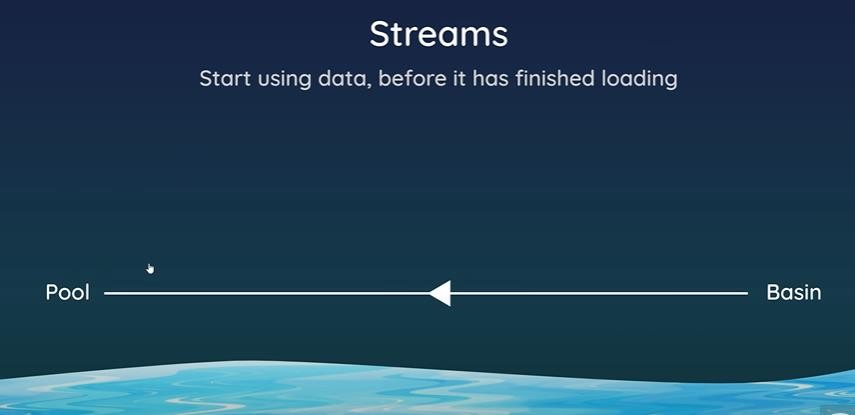 Streams
Start using data, before it has finished loading
Pool
Basin